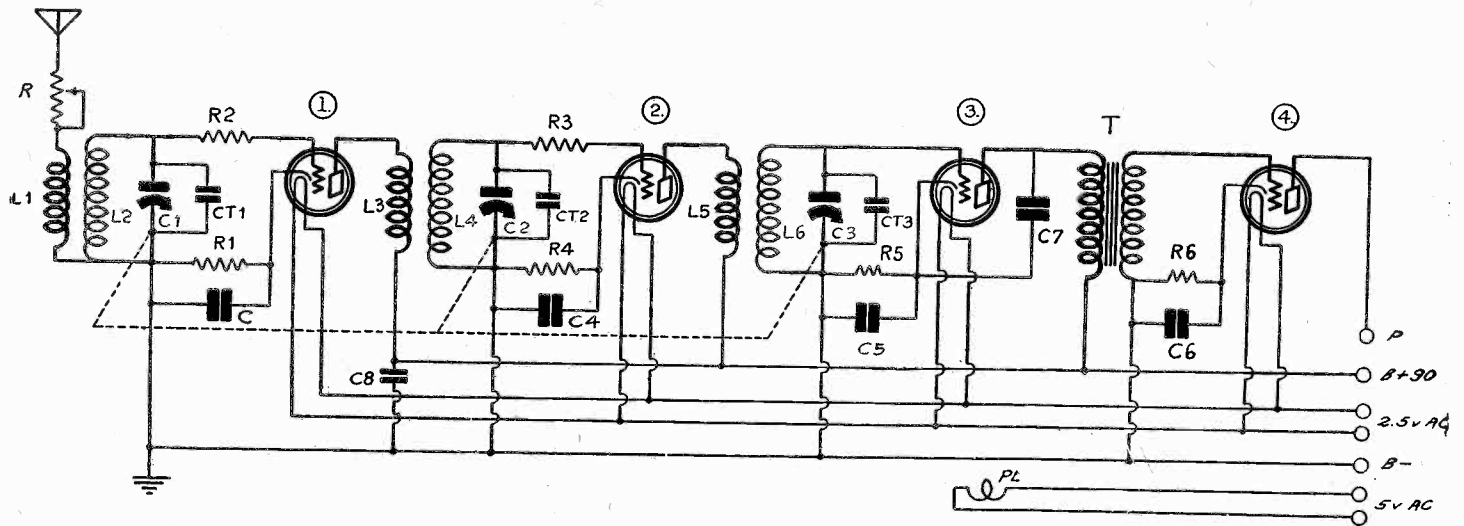 R
L1
L2
C1
CT1
R2
R1
C
1.
L3
C8
L4
C2
CT2
R3
R4
C4
2.
L5
L6
C3
CT3
R5
C5
3.
C7
T
R6
C6
4.
P
B+90
2.5v AC
B-
PL
5v AC